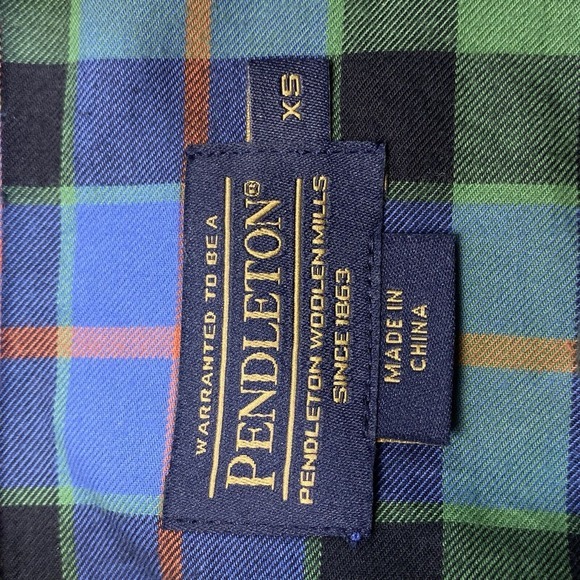 WARRANTED TO BE A
PENDLETON®
PENDLETON WOOLEN MILLS
SINCE 1863
XS
MADE IN
CHINA